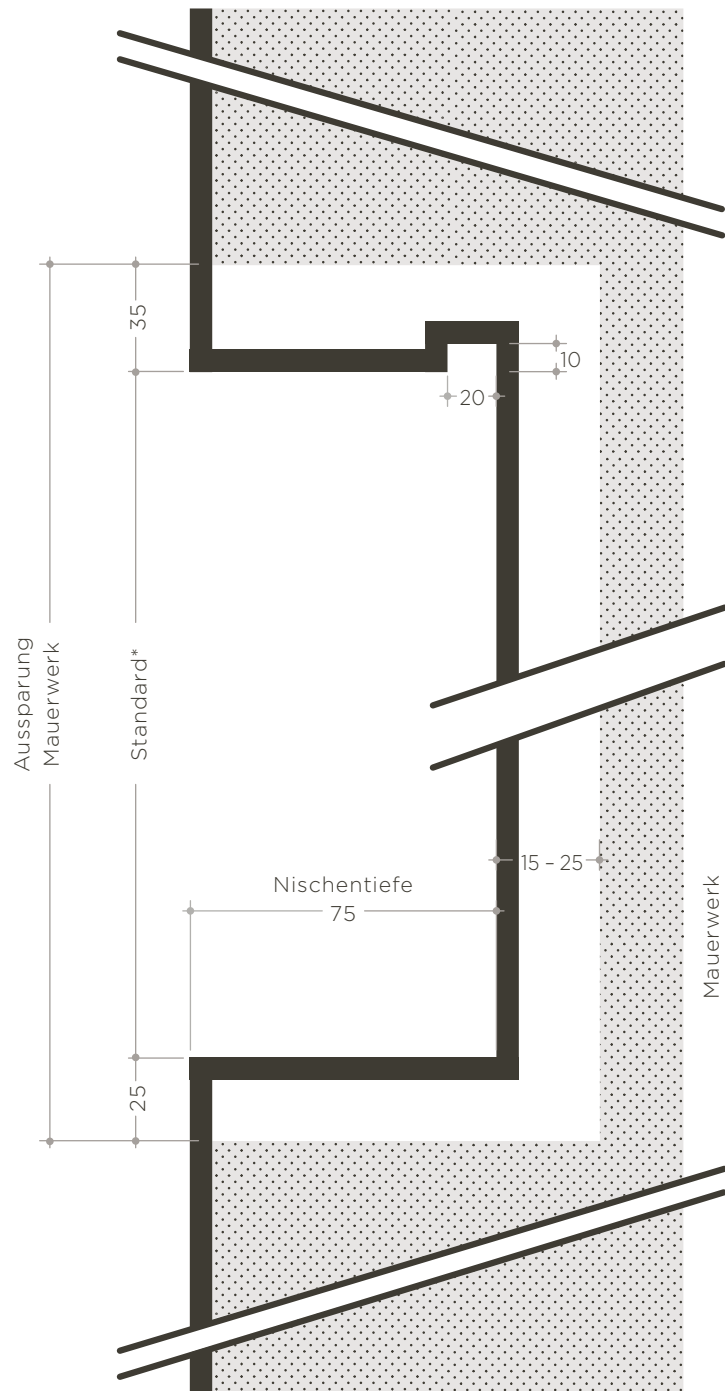 35
10
20
Aussparung
Mauerwerk
Standard*
15 – 25
Nischentiefe
75
Mauerwerk
25